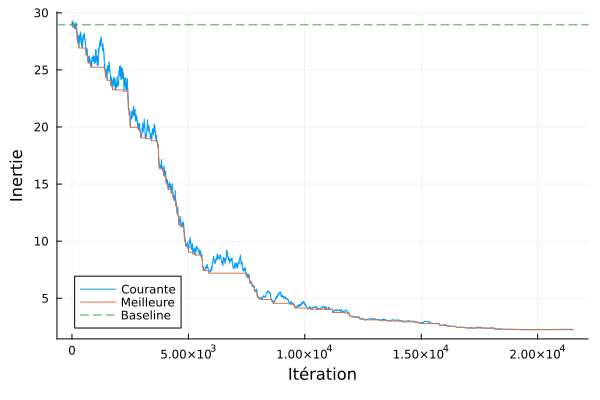 30
25
20
15
10
5
Inertie
Courante
Meilleure
Baseline
0 5.00×10³ 1.00×10⁴ 1.50×10⁴ 2.00×10⁴
Itération